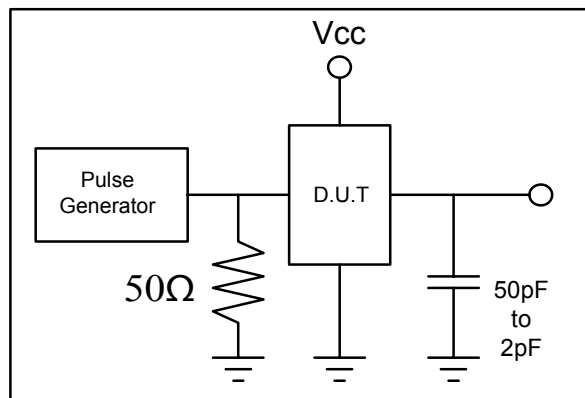 Vcc
Pulse
Generator
D.U.T
50Ω
50pF
to
2pF